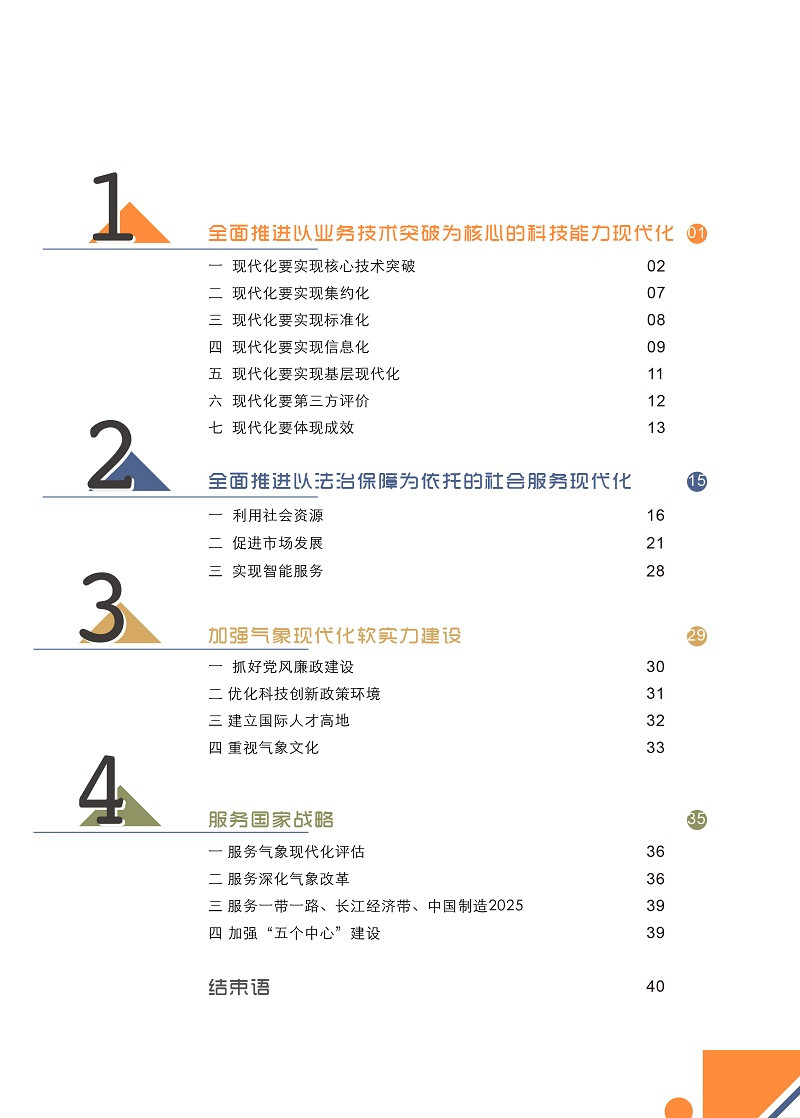 1
全面推进以业务技术突破为核心的科技能力现代化 01
一 现代化要实现核心技术突破 02
二 现代化要实现集约化 07
三 现代化要实现标准化 08
四 现代化要实现信息化 09
五 现代化要实现基层现代化 11
六 现代化要第三方评价 12
七 现代化要体现成效 13
2
全面推进以法治保障为依托的社会服务现代化 15
一 利用社会资源 16
二 促进市场发展 21
三 实现智能服务 28
3
加强气象现代化软实力建设 29
一 抓好党风廉政建设 30
二 优化科技创新政策环境 31
三 建立国际人才高地 32
四 重视气象文化 33
4
服务国家战略 35
一 服务气象现代化评估 36
二 服务深化气象改革 36
三 服务一带一路、长江经济带、中国制造2025 39
四 加强“五个中心”建设 39
结束语 40